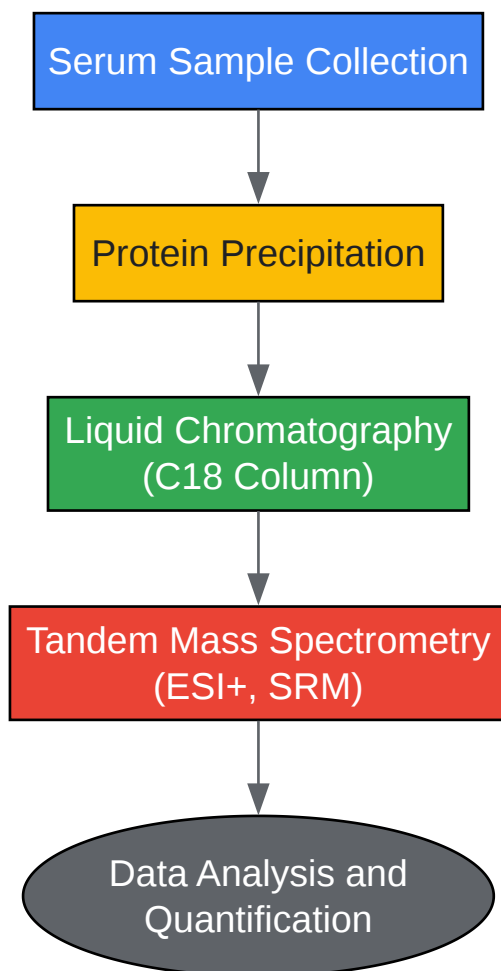 Serum Sample Collection
Protein Precipitation
Liquid Chromatography
(C18 Column)
Tandem Mass Spectrometry
(ESI+, SRM)
Data Analysis and
Quantification